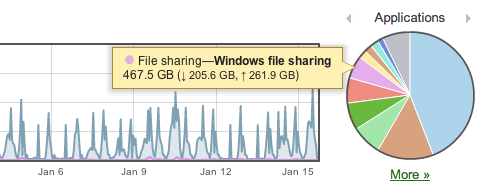 Applications
File sharing—Windows file sharing
467.5 GB (↓ 205.6 GB, ↑ 261.9 GB)
Jan 6
Jan 9
Jan 12
Jan 15
More »